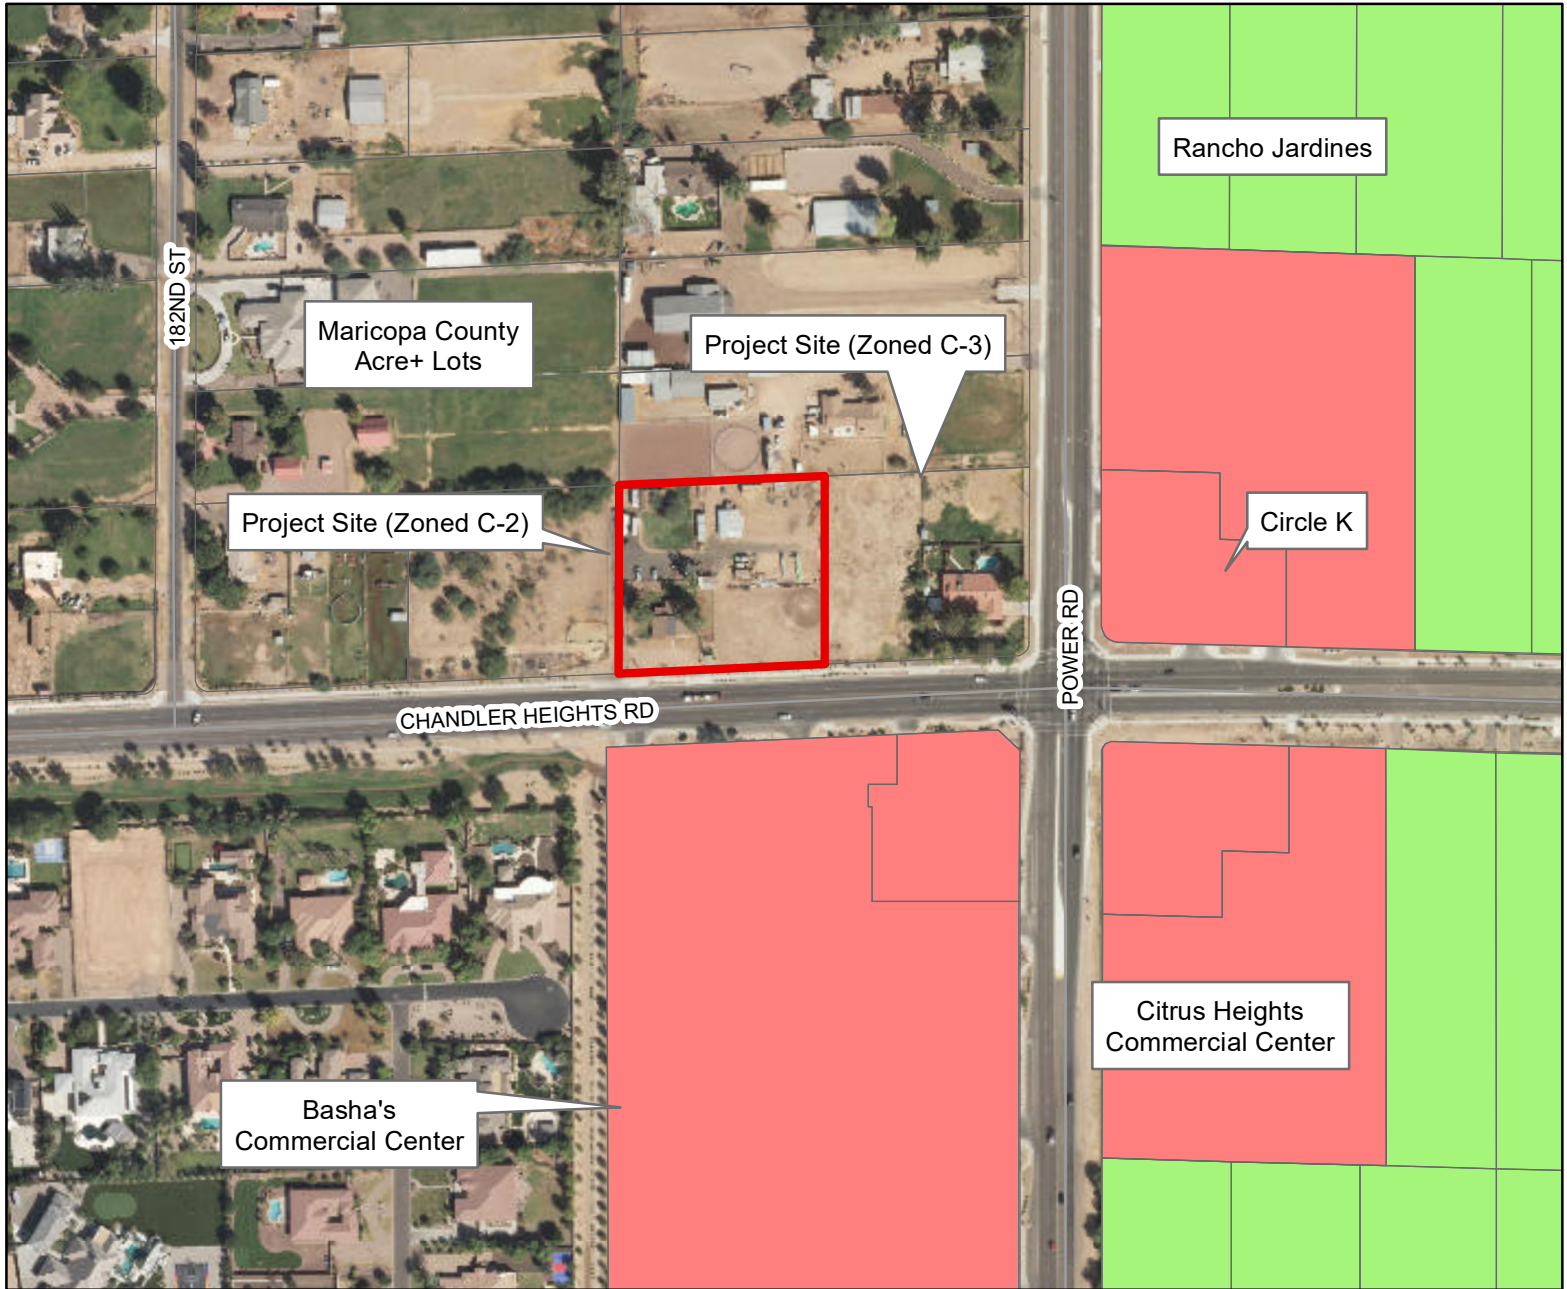 Rancho Jardines
182ND ST
Maricopa County
Acre+ Lots
Project Site (Zoned C-3)
Project Site (Zoned C-2)
Circle K
POWER RD
CHANDLER HEIGHTS RD
Citrus Heights
Commercial Center
Basha's
Commercial Center